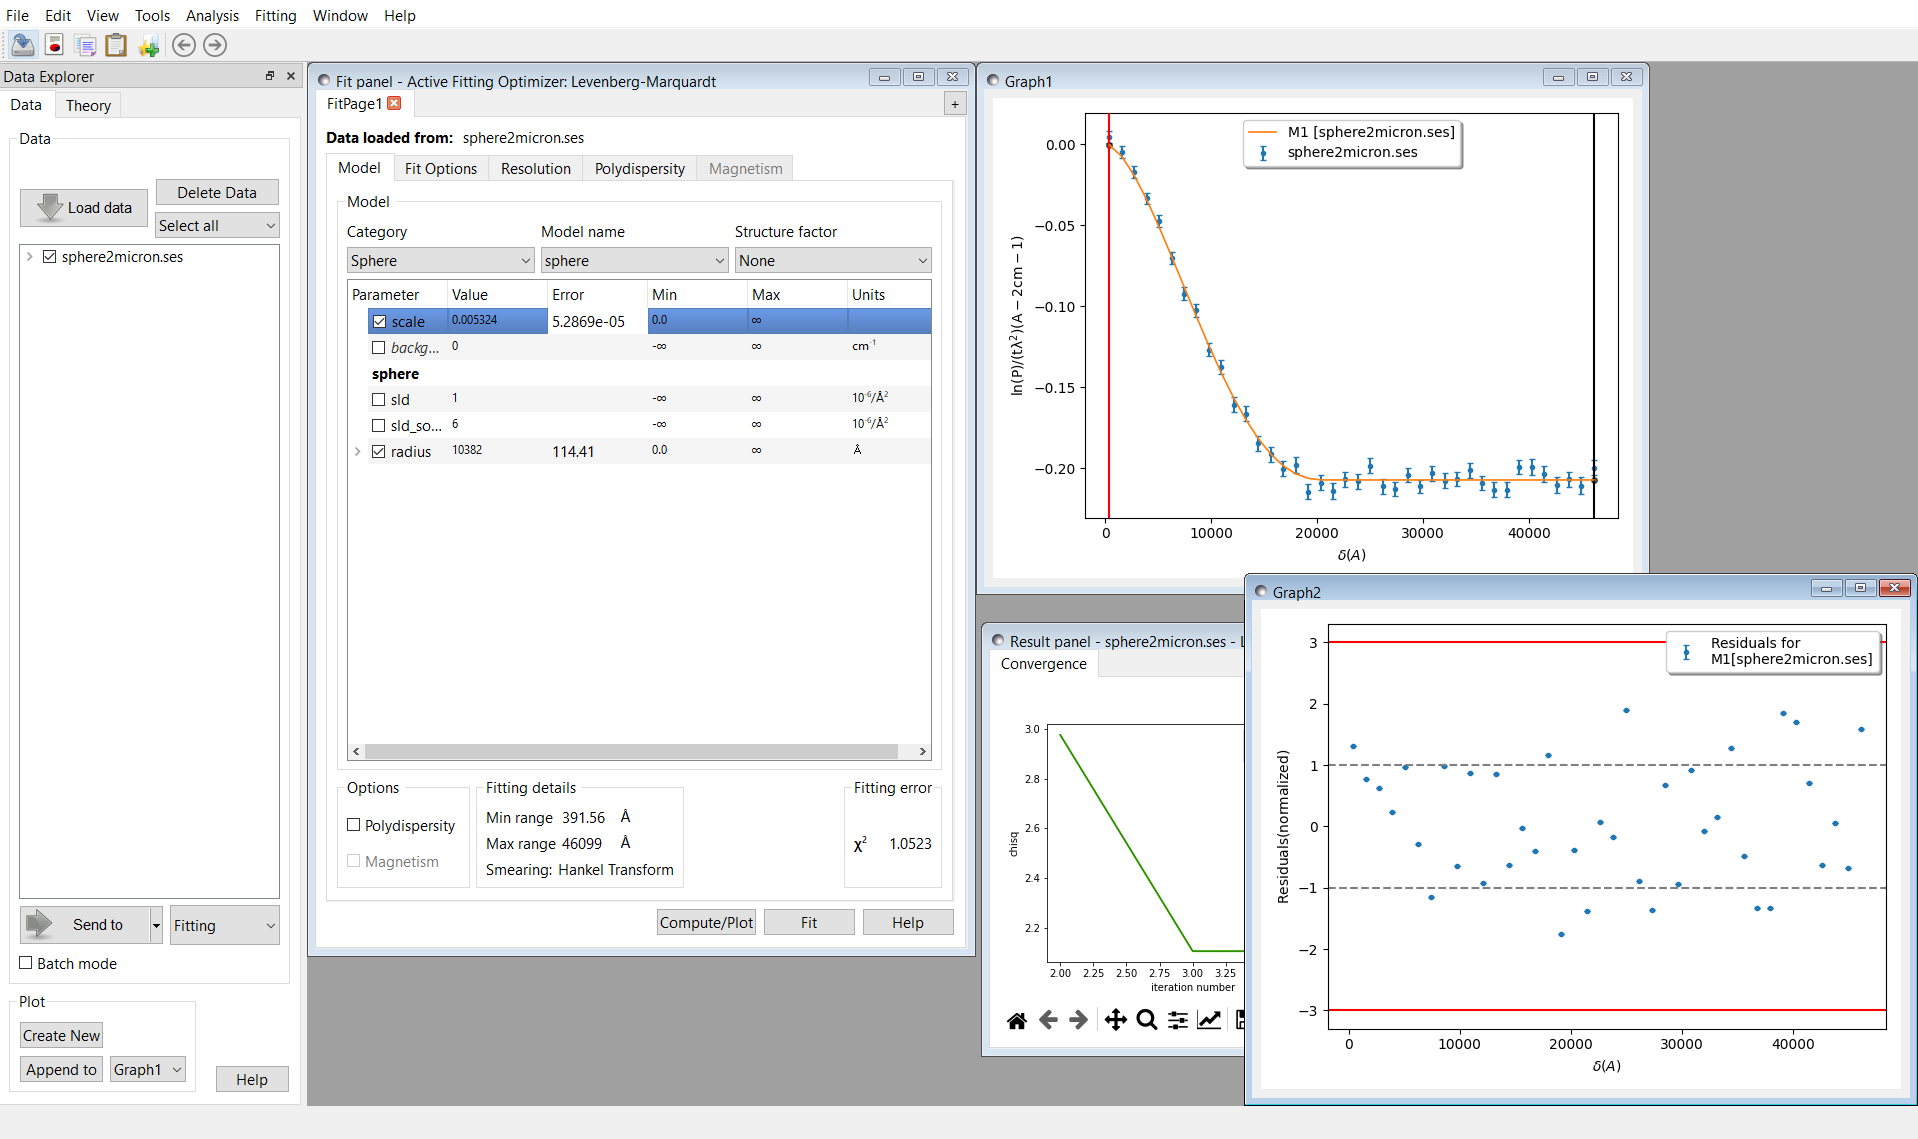 File Edit View Tools Analysis Fitting Window Help
Data Explorer
Data Theory
Data
Load data
Delete Data
Select all
sphere2micron.ses
Send to
Fitting
Batch mode
Plot
Create New
Append to
Graph1
Help
Fit panel - Active Fitting Optimizer: Levenberg-Marquardt
FitPage1
+
Data loaded from: sphere2micron.ses
Model Fit Options Resolution Polydispersity Magnetism
Model
Category Model name Structure factor
Sphere sphere None
Parameter Value Error Min Max Units
scale 0.005324 5.2869e-05 0.0 ∞
backg... 0 -∞ ∞ cm⁻¹
sphere
sld 1 -∞ ∞ 10⁻⁶/Å²
sld_so... 6 -∞ ∞ 10⁻⁶/Å²
radius 10382 114.41 0.0 ∞ Å
Options
Polydispersity
Magnetism
Fitting details
Min range 391.56 Å
Max range 46099 Å
Smearing: Hankel Transform
Fitting error
χ² 1.0523
Compute/Plot Fit Help
Graph1
M1 [sphere2micron.ses]
sphere2micron.ses
0.00
−0.05
−0.10
−0.15
−0.20
ln(P)/(tλ²)(A − 2cm − 1)
0 10000 20000 30000 40000
δ(A)
Result panel - sphere2micron.ses - L
Convergence
3.0
2.8
2.6
2.4
2.2
chisq
2.00 2.25 2.50 2.75 3.00 3.25
iteration number
Graph2
Residuals for
M1[sphere2micron.ses]
3
2
1
0
−1
−2
−3
Residuals(normalized)
0 10000 20000 30000 40000
δ(A)